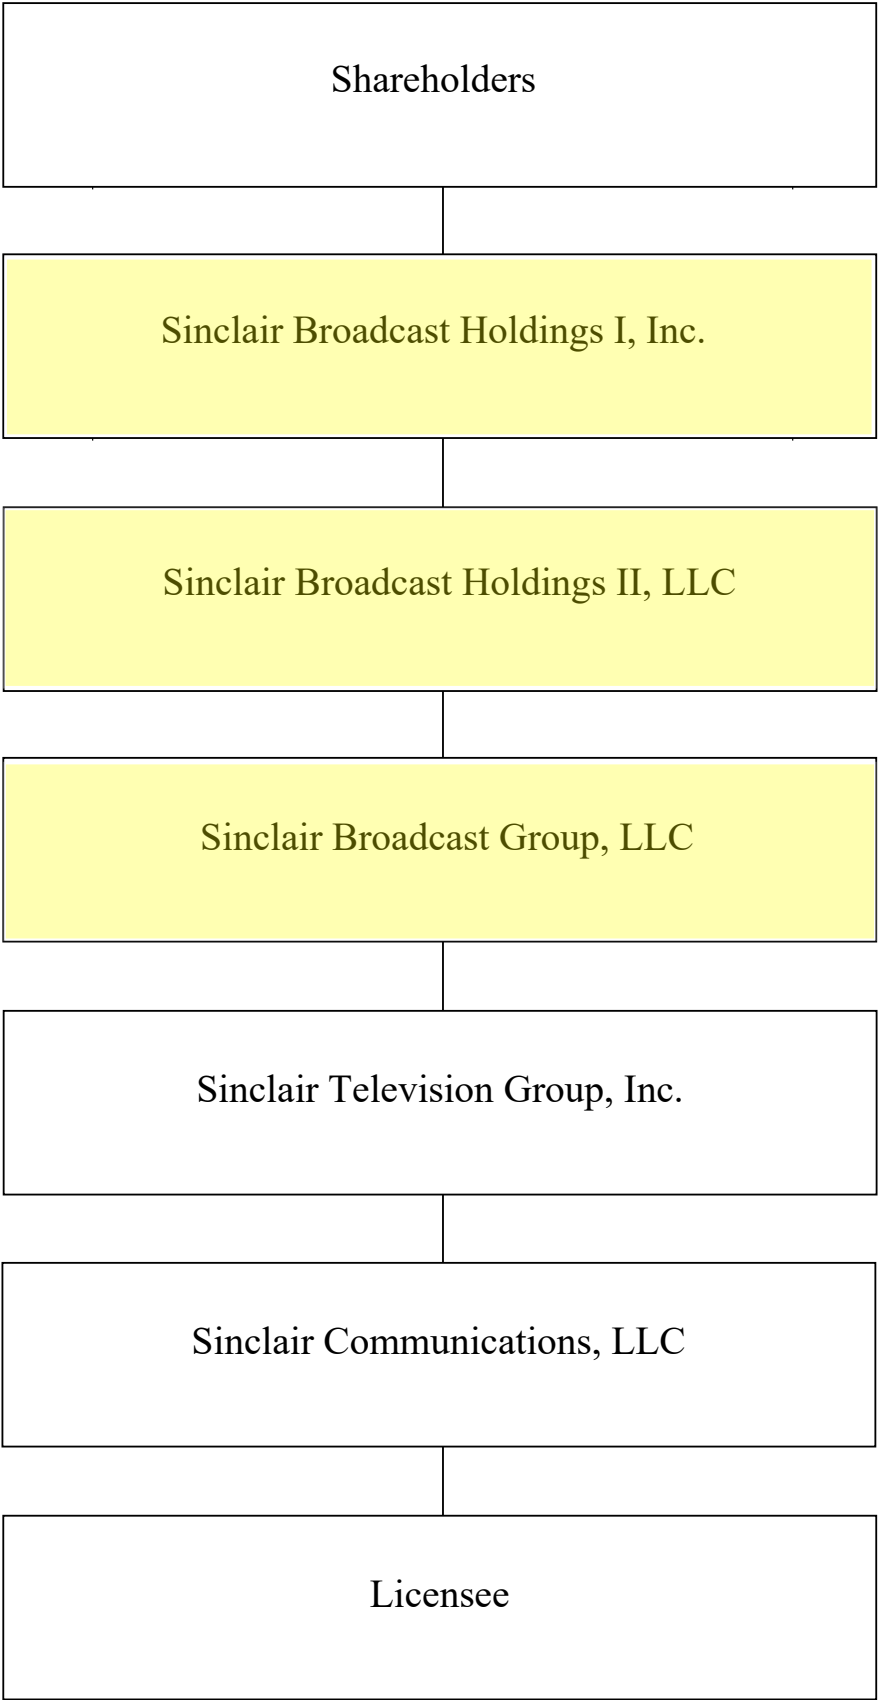 Shareholders
Sinclair Broadcast Holdings I, Inc.
Sinclair Broadcast Holdings II, LLC
Sinclair Broadcast Group, LLC
Sinclair Television Group, Inc.
Sinclair Communications, LLC
Licensee